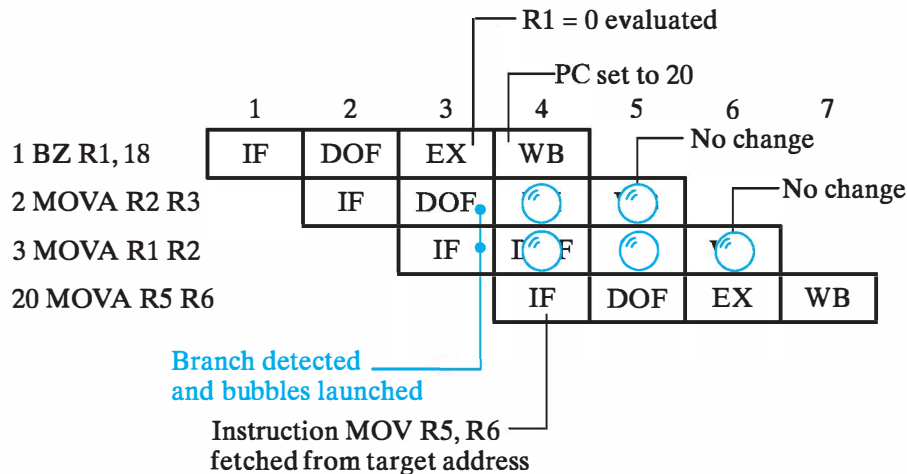 R1 = 0 evaluated
PC set to 20
1 2 3 4 5 6 7
No change
1 BZ R1, 18 IF DOF EX WB
No change
2 MOVA R2 R3 IF DOF
3 MOVA R1 R2 IF
20 MOVA R5 R6 IF DOF EX WB
Branch detected
and bubbles launched
Instruction MOV R5, R6
fetched from target address